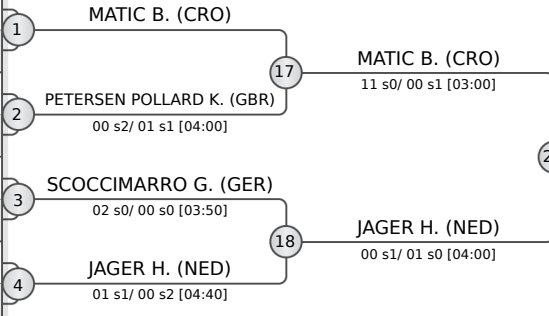 MATIC B. (CRO)
1
17
MATIC B. (CRO)
11 s0/ 00 s1 [03:00]
PETERSEN POLLARD K. (GBR)
2
00 s2/ 01 s1 [04:00]
SCOCCIMARRO G. (GER)
3
02 s0/ 00 s0 [03:50]
18
JAGER H. (NED)
00 s1/ 01 s0 [04:00]
JAGER H. (NED)
4
01 s1/ 00 s2 [04:40]